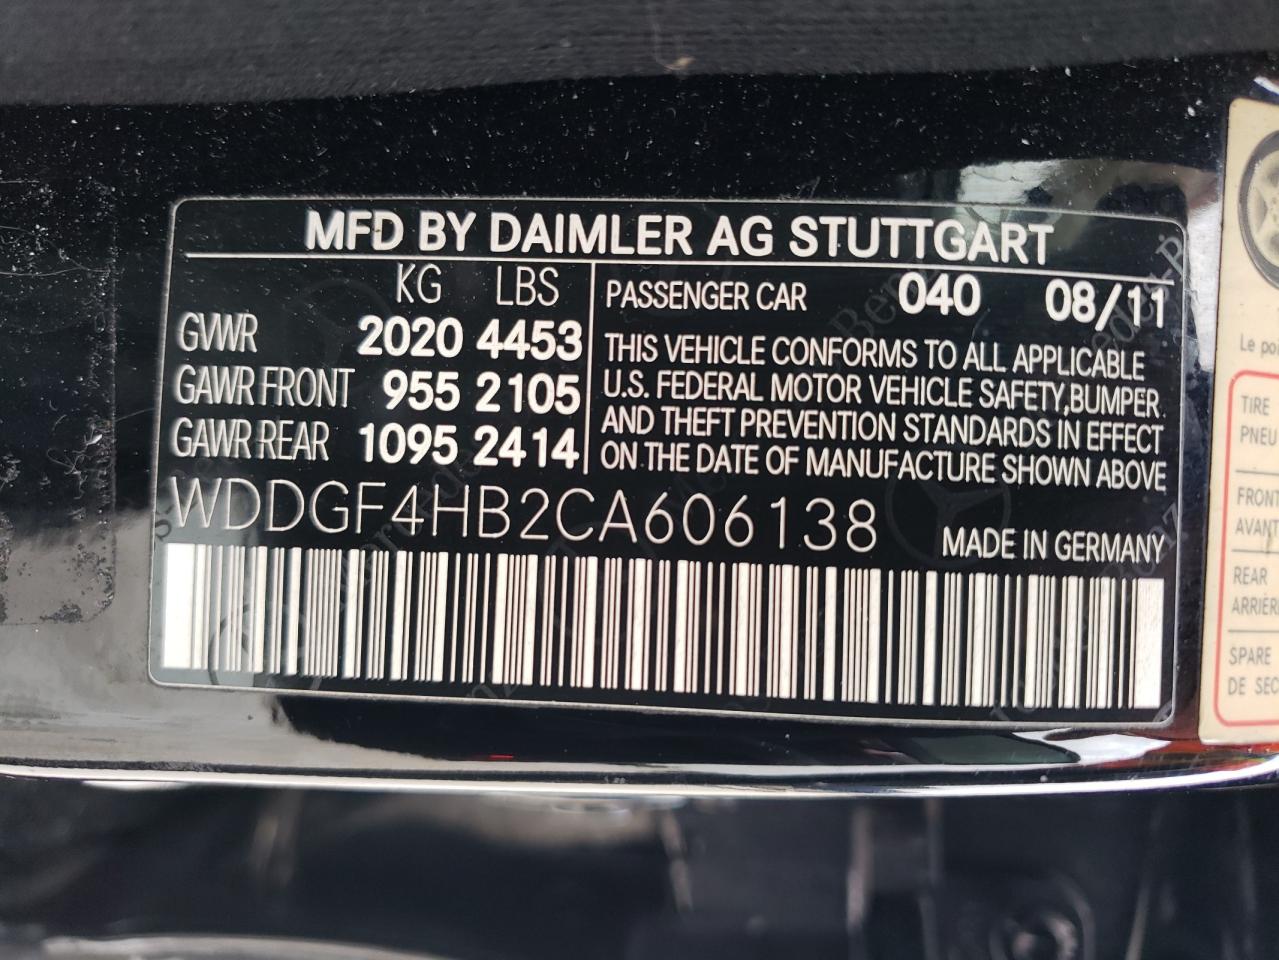 MFD BY DAIMLER AG STUTTGART
KG LBS
GVWR 2020 4453
GAWR FRONT 955 2105
GAWR REAR 1095 2414
PASSENGER CAR 040 08/11
THIS VEHICLE CONFORMS TO ALL APPLICABLE
U.S. FEDERAL MOTOR VEHICLE SAFETY,BUMPER
AND THEFT PREVENTION STANDARDS IN EFFECT
ON THE DATE OF MANUFACTURE SHOWN ABOVE
WDDGF4HB2CA606138
MADE IN GERMANY
Le poi
TIRE
PNEU
FRONT
AVANT
REAR
ARRIÈR
SPARE
DE SEC